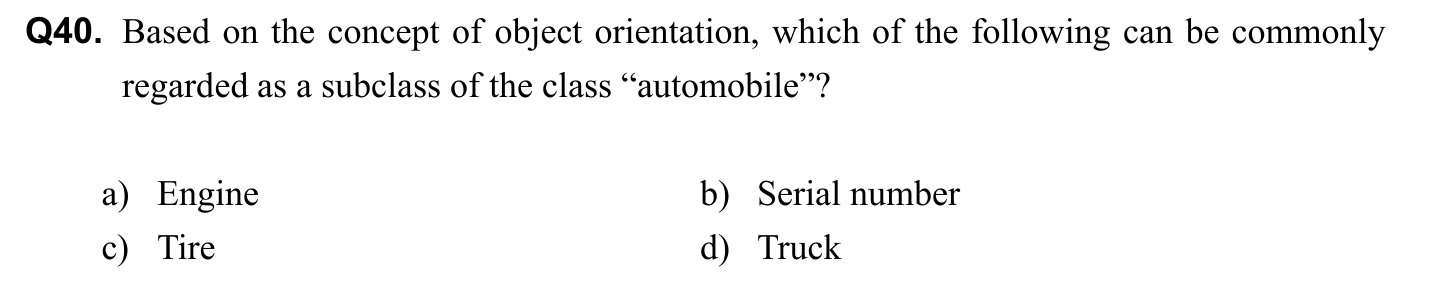 Q40. Based on the concept of object orientation, which of the following can be commonly
regarded as a subclass of the class “automobile”?
a) Engine b) Serial number
c) Tire d) Truck